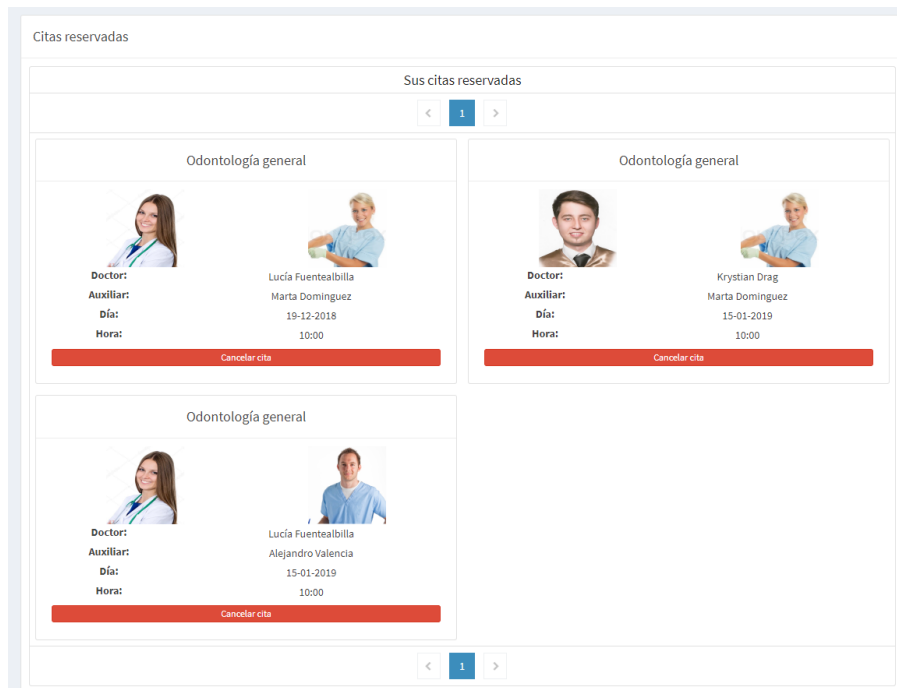 Citas reservadas
Sus citas reservadas
< 1 >
Odontología general
Doctor: Lucía Fuentealbilla
Auxiliar: Marta Dominguez
Día: 19-12-2018
Hora: 10:00
Cancelar cita
Odontología general
Doctor: Krystian Drag
Auxiliar: Marta Dominguez
Día: 15-01-2019
Hora: 10:00
Cancelar cita
Odontología general
Doctor: Lucía Fuentealbilla
Auxiliar: Alejandro Valencia
Día: 15-01-2019
Hora: 10:00
Cancelar cita
< 1 >